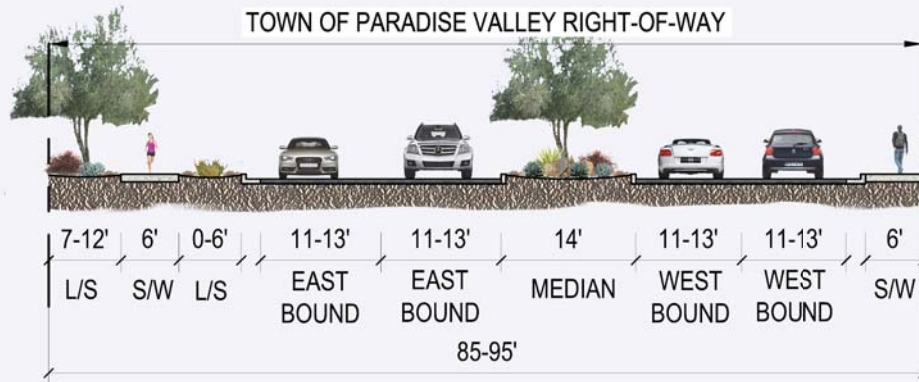 TOWN OF PARADISE VALLEY RIGHT-OF-WAY
7-12' 6' 0-6' 11-13' 11-13' 14' 11-13' 11-13' 6'
L/S S/W L/S EAST BOUND EAST BOUND MEDIAN WEST BOUND WEST BOUND S/W
85-95'